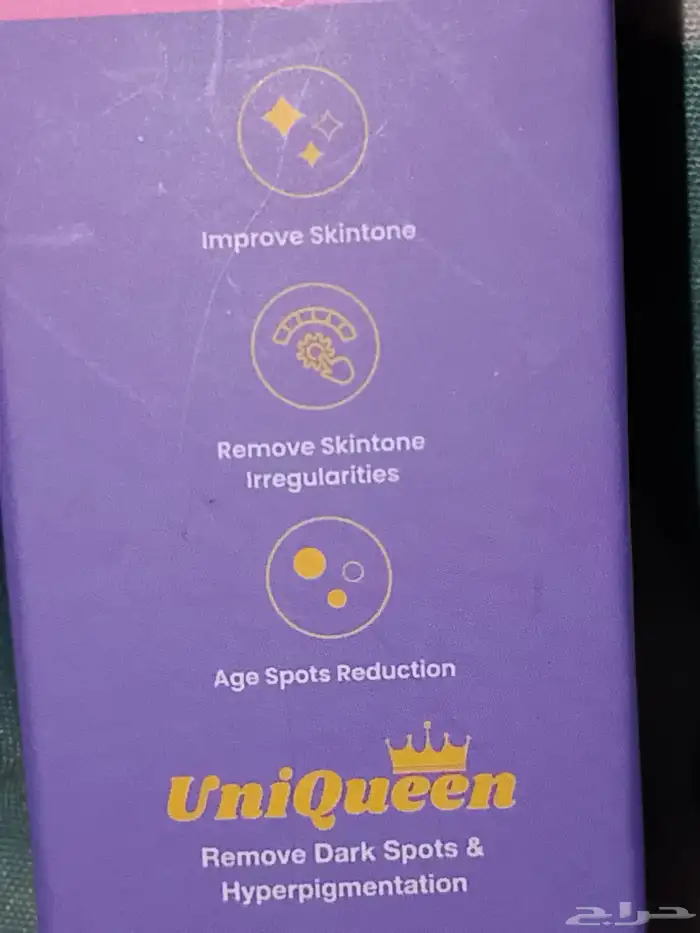 Improve Skintone
Remove Skintone
Irregularities
Age Spots Reduction
UniQueen
Remove Dark Spots &
Hyperpigmentation
حراج